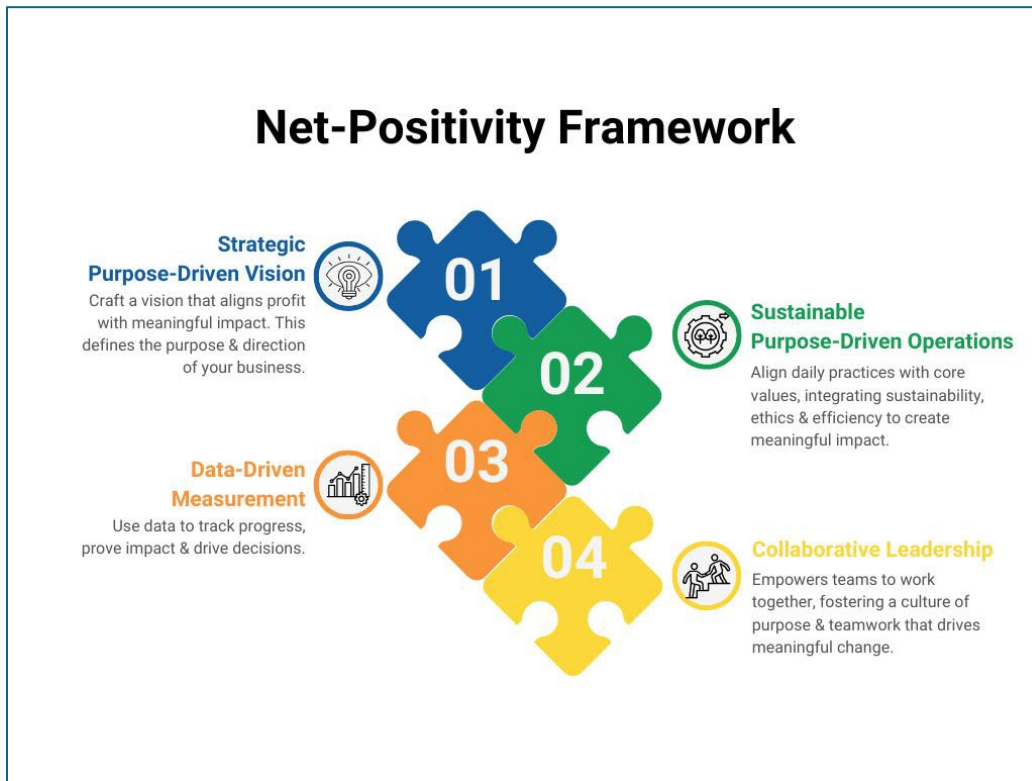 Net-Positivity Framework
01
Strategic
Purpose-Driven Vision
Craft a vision that aligns profit
with meaningful impact. This
defines the purpose & direction
of your business.
02
Sustainable
Purpose-Driven Operations
Align daily practices with core
values, integrating sustainability,
ethics & efficiency to create
meaningful impact.
03
Data-Driven
Measurement
Use data to track progress,
prove impact & drive decisions.
04
Collaborative Leadership
Empowers teams to work
together, fostering a culture of
purpose & teamwork that drives
meaningful change.